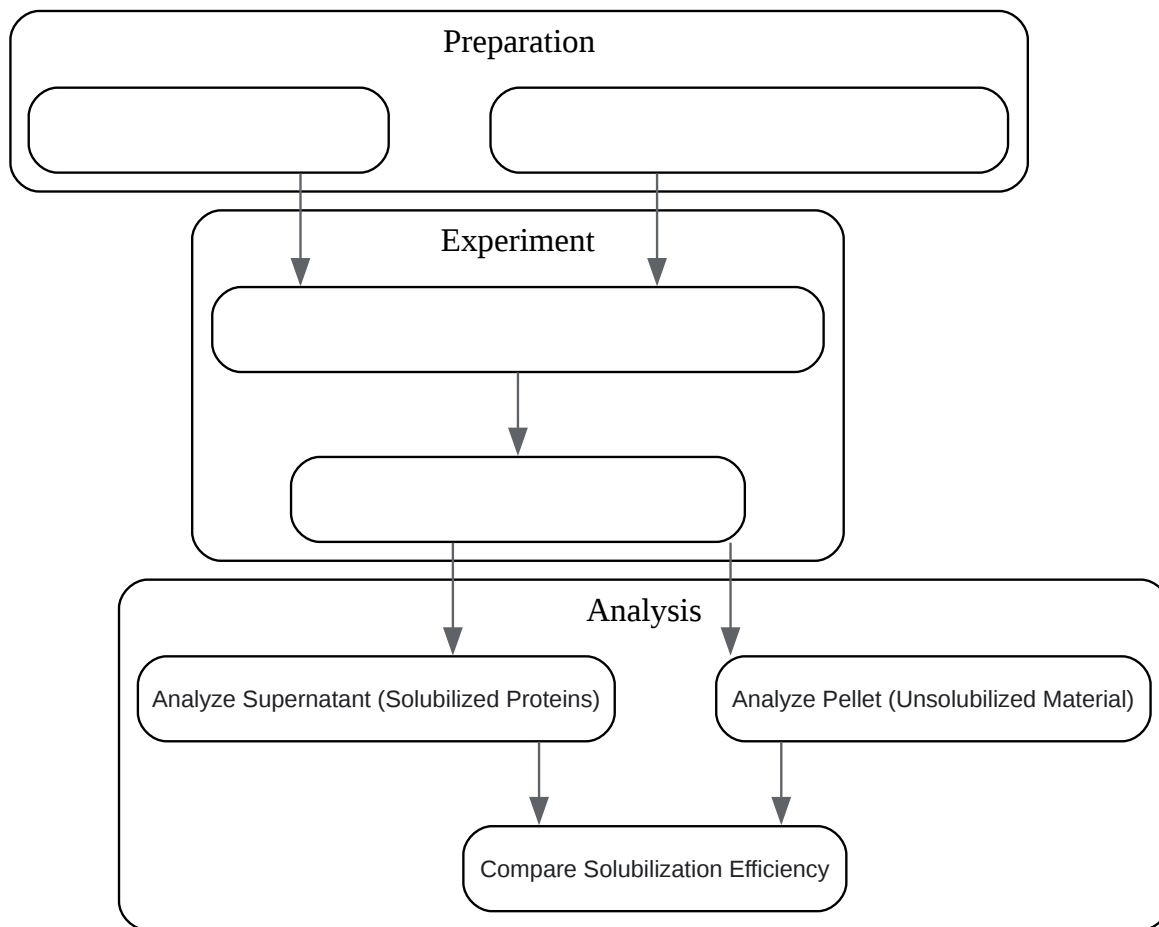 Preparation
Experiment
Analysis
Analyze Supernatant (Solubilized Proteins)
Analyze Pellet (Unsolubilized Material)
Compare Solubilization Efficiency